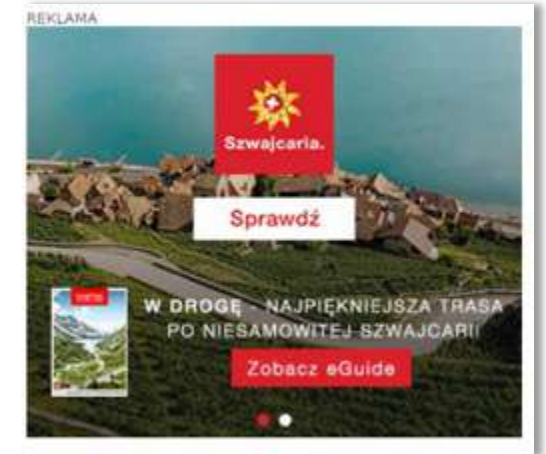 REKLAMA
Szwajcaria.
Sprawdź
W DROGĘ - NAJPIĘKNIEJSZA TRASA
PO NIESAMOWITEJ SZWAJCARII
Zobacz eGuide